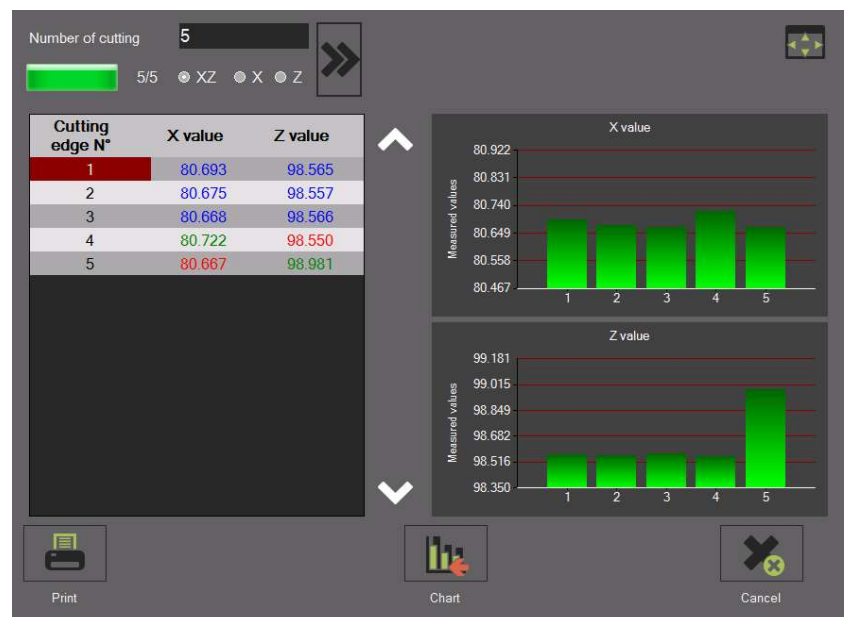 Number of cutting 5
5/5 XZ X Z
Cutting edge N° X value Z value
1 80.693 98.565
2 80.675 98.557
3 80.668 98.566
4 80.722 98.550
5 80.667 98.981
X value
Measured values
80.922
80.831
80.740
80.649
80.558
80.467
1 2 3 4 5
Z value
Measured values
99.181
99.015
98.849
98.682
98.516
98.350
1 2 3 4 5
Print Chart Cancel